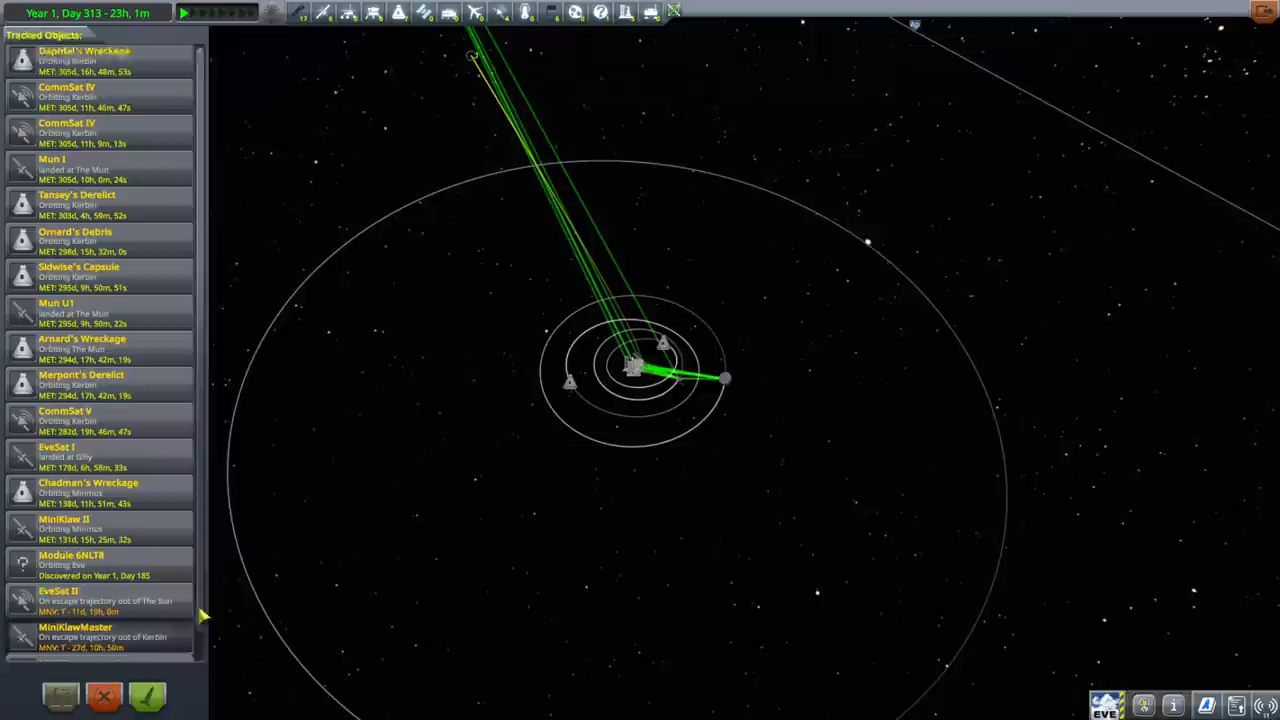 Year 1, Day 313 - 23h, 1m
Tracked Objects:
Daphfel's Wreckage
Orbiting Kerbin
MET: 305d, 16h, 48m, 53s
CommSat IV
Orbiting Kerbin
MET: 305d, 11h, 46m, 47s
CommSat IV
Orbiting Kerbin
MET: 305d, 11h, 9m, 13s
Mun I
landed at The Mun
MET: 305d, 10h, 0m, 24s
Tansey's Derelict
Orbiting Kerbin
MET: 303d, 4h, 59m, 52s
Ornard's Debris
Orbiting Kerbin
MET: 298d, 15h, 32m, 0s
Sidwise's Capsule
Orbiting Kerbin
MET: 295d, 9h, 50m, 51s
Mun U1
landed at The Mun
MET: 295d, 9h, 50m, 22s
Arnard's Wreckage
Orbiting The Mun
MET: 294d, 17h, 42m, 19s
Merpont's Derelict
Orbiting Kerbin
MET: 294d, 17h, 42m, 19s
CommSat V
Orbiting Kerbin
MET: 282d, 19h, 46m, 47s
EveSat I
landed at Gilly
MET: 178d, 6h, 58m, 33s
Chadman's Wreckage
Orbiting Minmus
MET: 138d, 11h, 51m, 43s
MiniKlaw II
Orbiting Minmus
MET: 131d, 15h, 25m, 32s
Module 6NLT8
Orbiting Eve
Discovered on Year 1, Day 185
EveSat II
On escape trajectory out of The Sun
MNV: T - 11d, 19h, 0m
MiniKlawMaster
On escape trajectory out of Kerbin
MNV: T - 27d, 10h, 50m
Ap
EVE